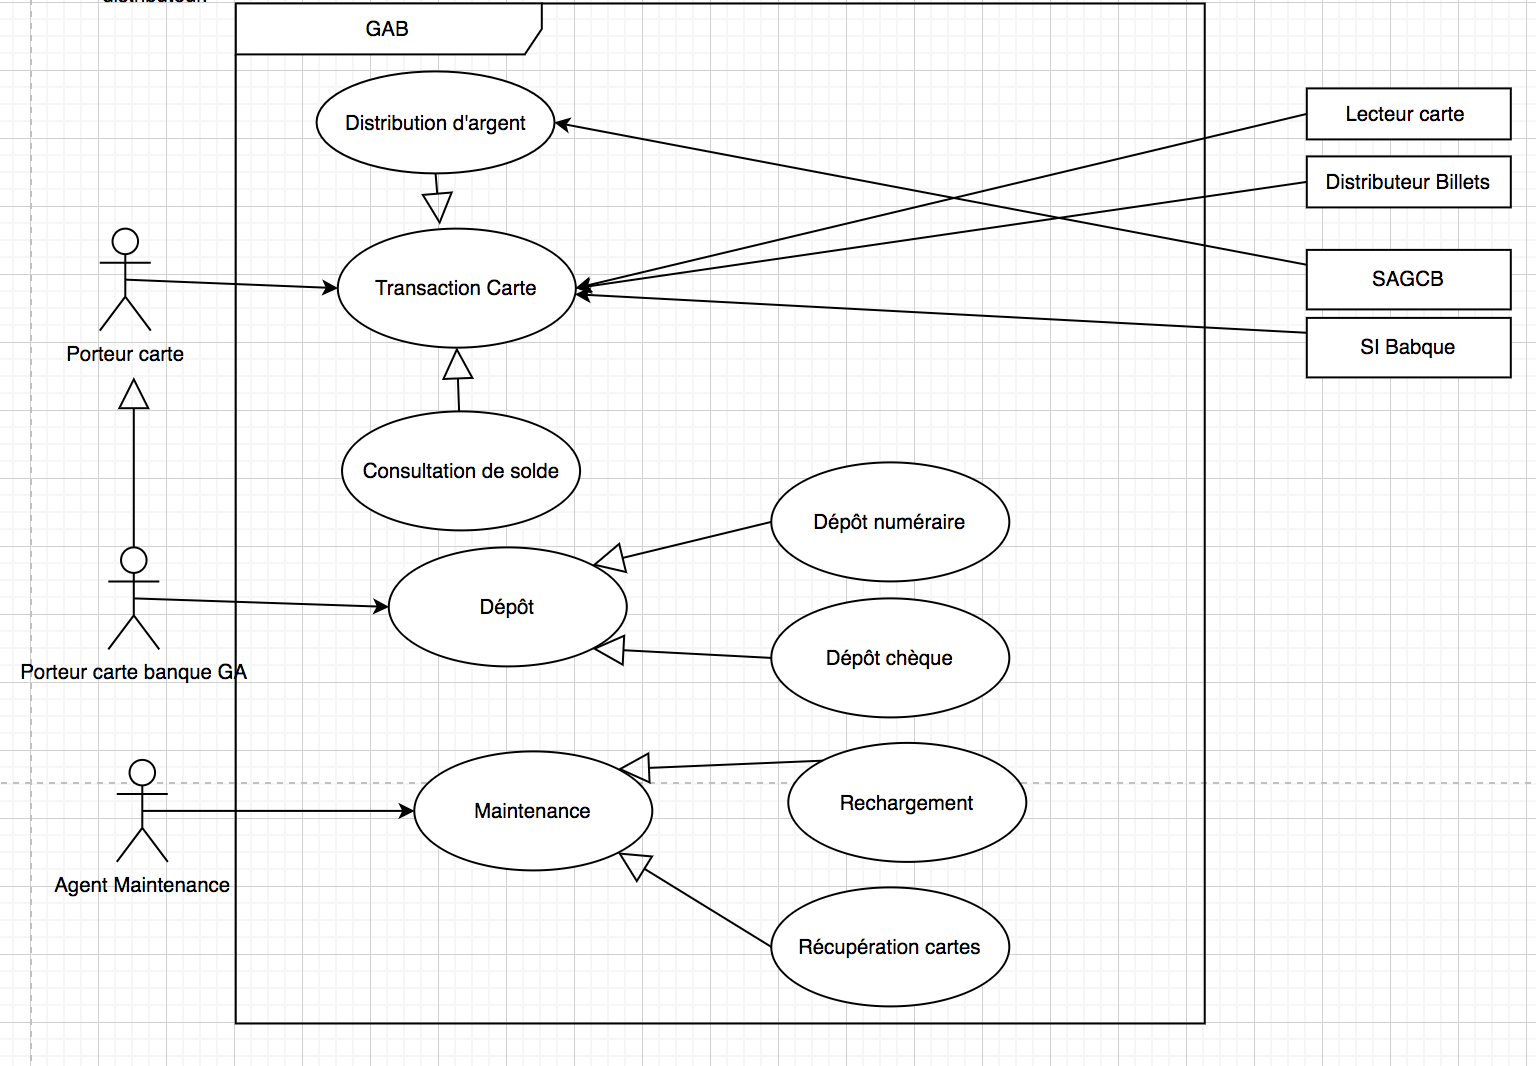 GAB
Distribution d'argent
Lecteur carte
Distributeur Billets
SAGCB
Transaction Carte
SI Babque
Porteur carte
Consultation de solde
Dépôt numéraire
Dépôt
Dépôt chèque
Porteur carte banque GA
Maintenance
Rechargement
Agent Maintenance
Récupération cartes